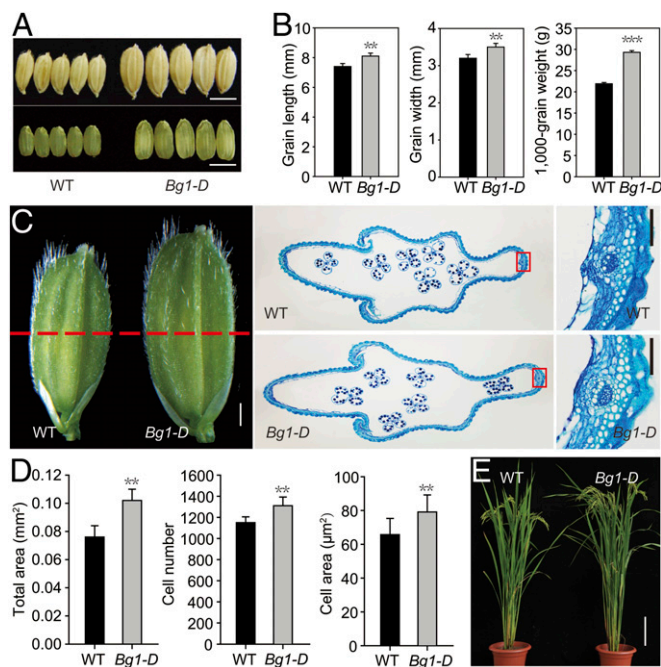 A
WT
Bg1-D
B
Grain length (mm)
10
8
6
4
2
0
WT Bg1-D
**
Grain width (mm)
4
3
2
1
0
WT Bg1-D
**
1,000-grain weight (g)
35
30
25
20
15
10
5
0
WT Bg1-D
***
C
WT
Bg1-D
WT
WT
Bg1-D
Bg1-D
D
Total area (mm²)
0.12
0.10
0.08
0.06
0.04
0.02
0.00
WT Bg1-D
**
Cell number
1600
1400
1200
1000
800
600
400
200
0
WT Bg1-D
**
Cell area (μm²)
100
80
60
40
20
0
WT Bg1-D
**
E
WT
Bg1-D